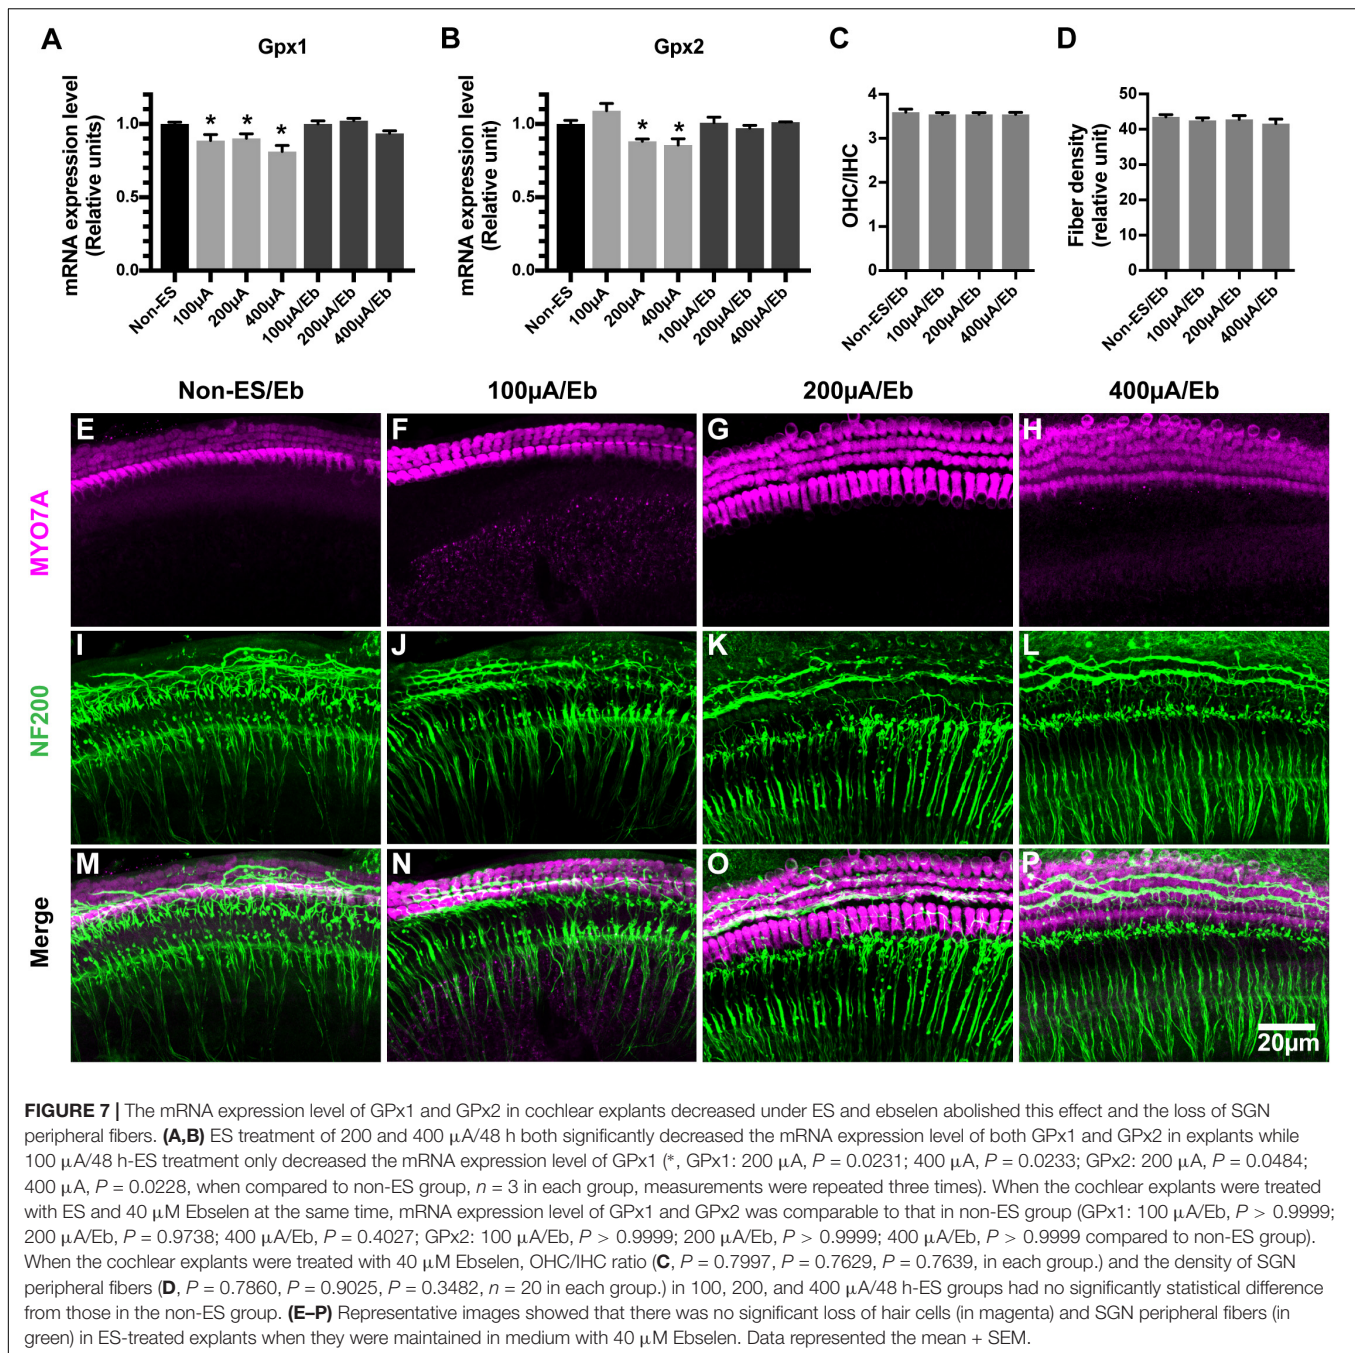 A
Gpx1
mRNA expression level
(Relative units)
1.0
0.5
0.0
* * *
Non-ES
100µA
200µA
400µA
100µA/Eb
200µA/Eb
400µA/Eb
B
Gpx2
mRNA expression level
(Relative unit)
1.0
0.5
0.0
* *
Non-ES
100µA
200µA
400µA
100µA/Eb
200µA/Eb
400µA/Eb
C
OHC/IHC
4
3
2
1
0
Non-ES/Eb
100µA/Eb
200µA/Eb
400µA/Eb
D
Fiber density
(relative unit)
50
40
30
20
10
0
Non-ES/Eb
100µA/Eb
200µA/Eb
400µA/Eb
Non-ES/Eb 100µA/Eb 200µA/Eb 400µA/Eb
MYO7A
E F G H
NF200
I J K L
Merge
M N O P
20µm
FIGURE 7 | The mRNA expression level of GPx1 and GPx2 in cochlear explants decreased under ES and ebselen abolished this effect and the loss of SGN
peripheral fibers. (A,B) ES treatment of 200 and 400 μA/48 h both significantly decreased the mRNA expression level of both GPx1 and GPx2 in explants while
100 μA/48 h-ES treatment only decreased the mRNA expression level of GPx1 (*, GPx1: 200 μA, P = 0.0231; 400 μA, P = 0.0233; GPx2: 200 μA, P = 0.0484;
400 μA, P = 0.0228, when compared to non-ES group, n = 3 in each group, measurements were repeated three times). When the cochlear explants were treated
with ES and 40 μM Ebselen at the same time, mRNA expression level of GPx1 and GPx2 was comparable to that in non-ES group (GPx1: 100 μA/Eb, P > 0.9999;
200 μA/Eb, P = 0.9738; 400 μA/Eb, P = 0.4027; GPx2: 100 μA/Eb, P > 0.9999; 200 μA/Eb, P > 0.9999; 400 μA/Eb, P > 0.9999 compared to non-ES group).
When the cochlear explants were treated with 40 μM Ebselen, OHC/IHC ratio (C, P = 0.7997, P = 0.7629, P = 0.7639, in each group.) and the density of SGN
peripheral fibers (D, P = 0.7860, P = 0.9025, P = 0.3482, n = 20 in each group.) in 100, 200, and 400 μA/48 h-ES groups had no significantly statistical difference
from those in the non-ES group. (E–P) Representative images showed that there was no significant loss of hair cells (in magenta) and SGN peripheral fibers (in
green) in ES-treated explants when they were maintained in medium with 40 μM Ebselen. Data represented the mean + SEM.